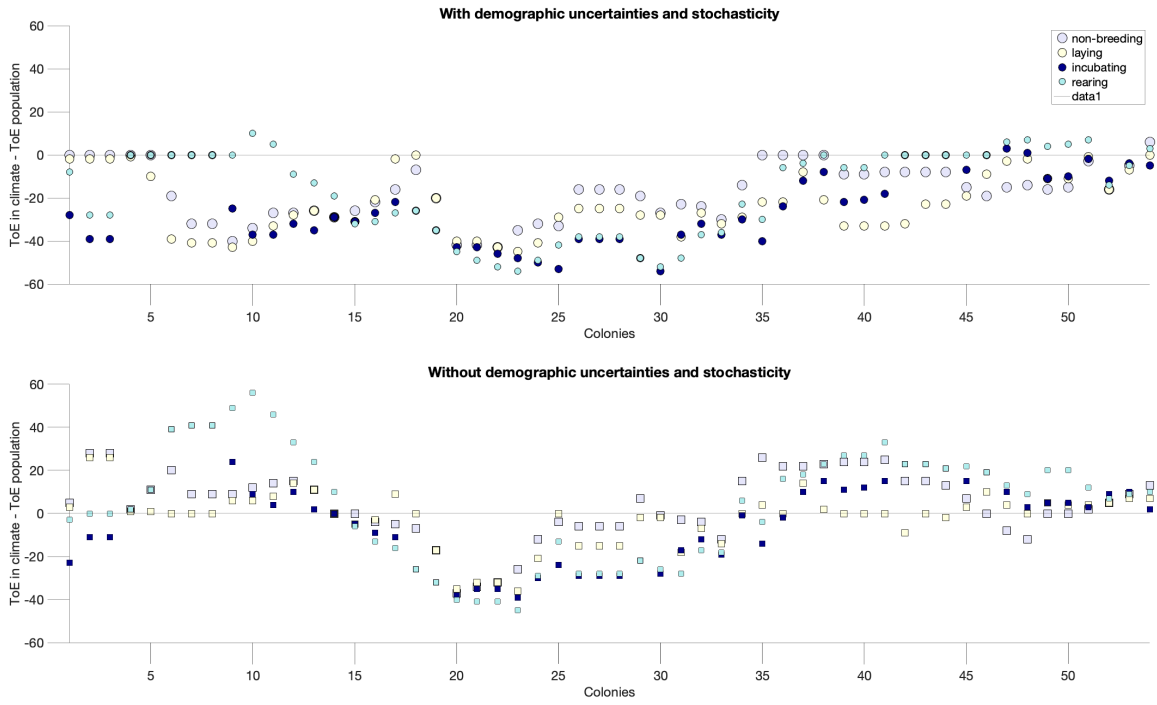 With demographic uncertainties and stochasticity
60
40
20
0
-20
-40
-60
ToE in climate - ToE population
non-breeding
laying
incubating
rearing
data1
5 10 15 20 25 30 35 40 45 50
Colonies
Without demographic uncertainties and stochasticity
60
40
20
0
-20
-40
-60
ToE in climate - ToE population
5 10 15 20 25 30 35 40 45 50
Colonies